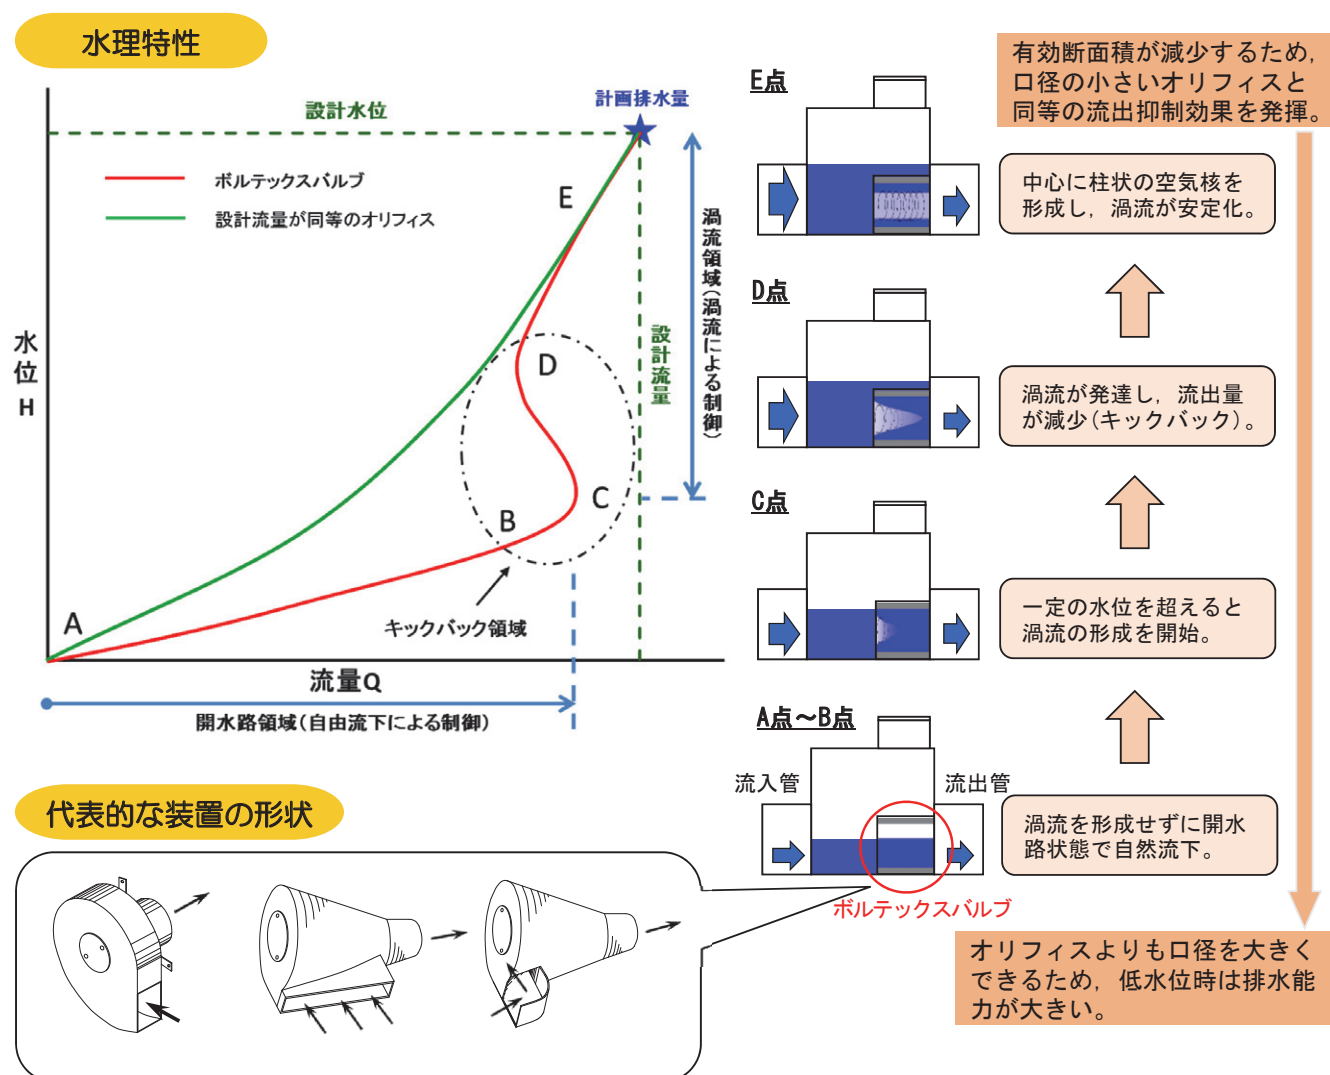 水理特性
計画排水量
設計水位
ボルテックスバルブ
設計流量が同等のオリフィス
E
D
C
B
A
水位 H
渦流領域(渦流による制御)
設計流量
キックバック領域
流量Q
開水路領域(自由流下による制御)
有効断面積が減少するため,
口径の小さいオリフィスと
同等の流出抑制効果を発揮。
E点
中心に柱状の空気核を
形成し,渦流が安定化。
D点
渦流が発達し,流出量
が減少(キックバック)。
C点
一定の水位を超えると
渦流の形成を開始。
A点~B点
流入管
流出管
渦流を形成せずに開水
路状態で自然流下。
ボルテックスバルブ
オリフィスよりも口径を大きく
できるため,低水位時は排水能
力が大きい。
代表的な装置の形状